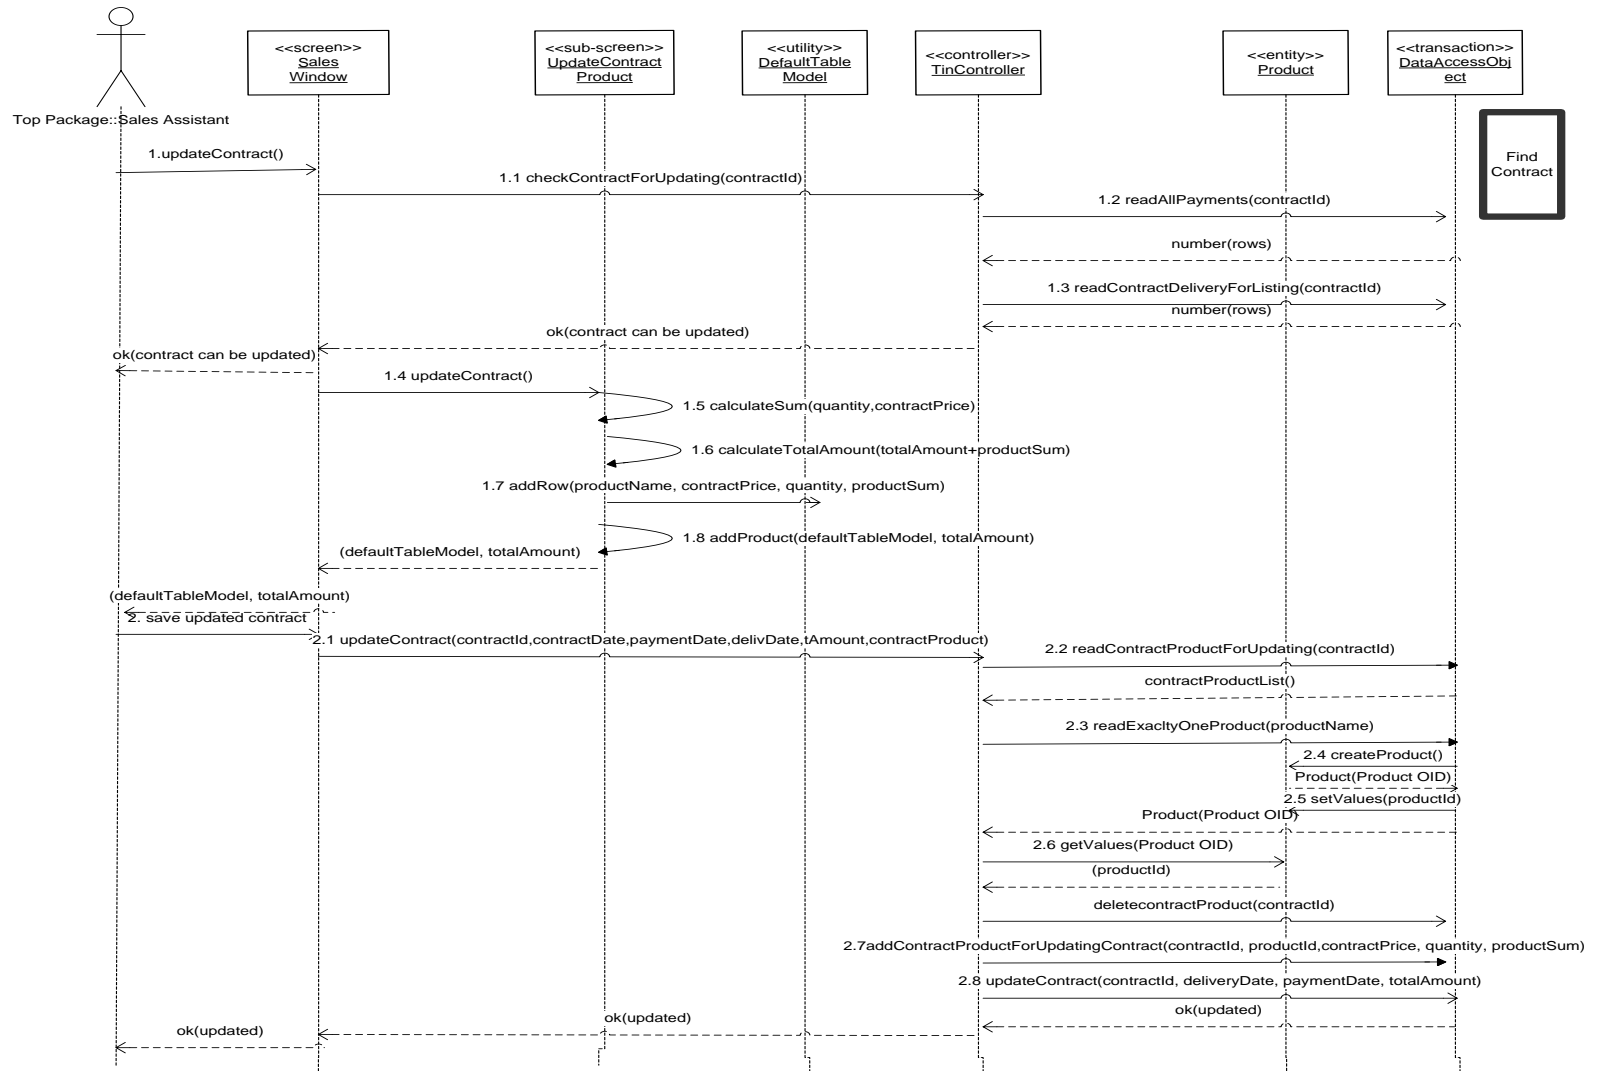 <<screen>>
Sales
Window
<<sub-screen>>
UpdateContract
Product
<<utility>>
DefaultTable
Model
<<controller>>
TinController
<<entity>>
Product
<<transaction>>
DataAccessObj
ect
Top Package::Sales Assistant
Find
Contract
1.updateContract()
1.1 checkContractForUpdating(contractId)
1.2 readAllPayments(contractId)
number(rows)
1.3 readContractDeliveryForListing(contractId)
number(rows)
ok(contract can be updated)
ok(contract can be updated)
1.4 updateContract()
1.5 calculateSum(quantity,contractPrice)
1.6 calculateTotalAmount(totalAmount+productSum)
1.7 addRow(productName, contractPrice, quantity, productSum)
1.8 addProduct(defaultTableModel, totalAmount)
(defaultTableModel, totalAmount)
(defaultTableModel, totalAmount)
2. save updated contract
2.1 updateContract(contractId,contractDate,paymentDate,delivDate,tAmount,contractProduct)
2.2 readContractProductForUpdating(contractId)
contractProductList()
2.3 readExacltyOneProduct(productName)
2.4 createProduct()
Product(Product OID)
2.5 setValues(productId)
Product(Product OID)
2.6 getValues(Product OID)
(productId)
deletecontractProduct(contractId)
2.7addContractProductForUpdatingContract(contractId, productId,contractPrice, quantity, productSum)
2.8 updateContract(contractId, deliveryDate, paymentDate, totalAmount)
ok(updated)
ok(updated)
ok(updated)